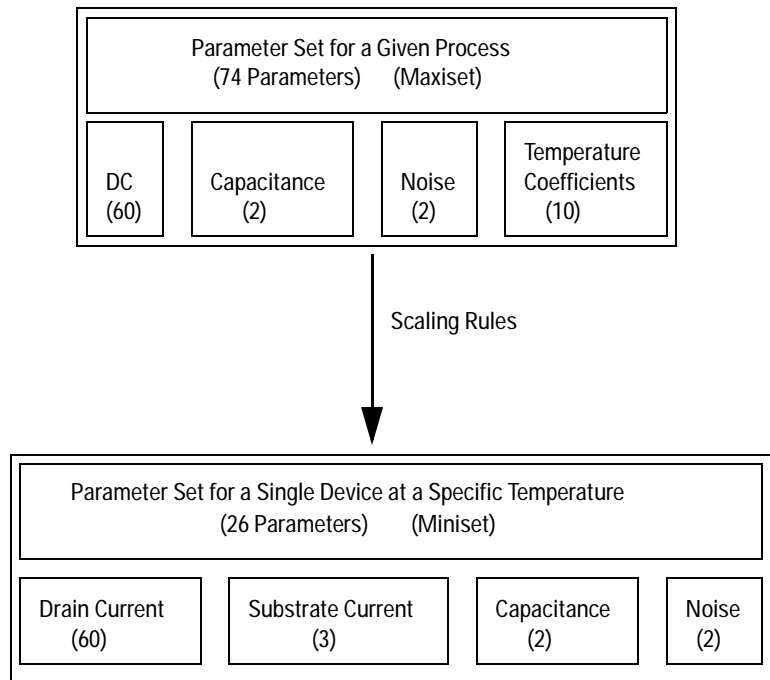 Parameter Set for a Given Process
(74 Parameters) (Maxiset)
DC
(60)
Capacitance
(2)
Noise
(2)
Temperature
Coefficients
(10)
Scaling Rules
Parameter Set for a Single Device at a Specific Temperature
(26 Parameters) (Miniset)
Drain Current
(60)
Substrate Current
(3)
Capacitance
(2)
Noise
(2)